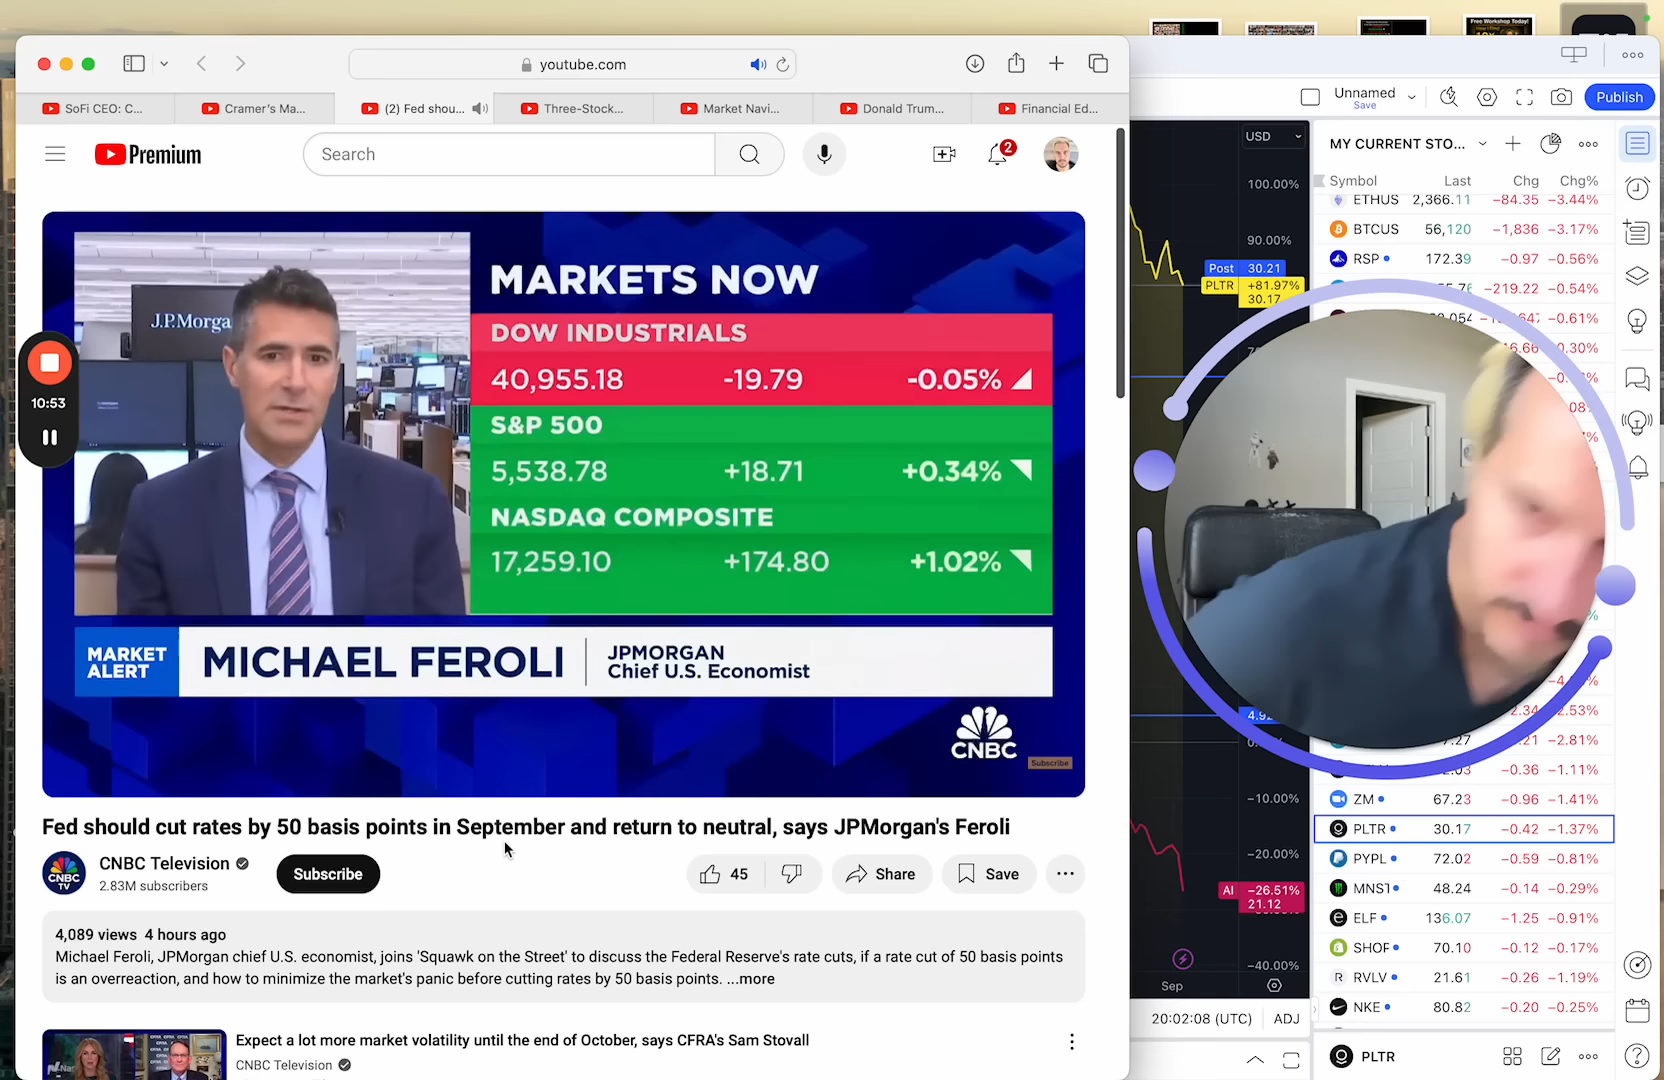 youtube.com
SoFi CEO: C...
Cramer's Ma...
(2) Fed shou...
Three-Stock...
Market Navi...
Donald Trum...
Financial Ed...
Premium
Search
2
10:53
J.P.Morga
MARKETS NOW
DOW INDUSTRIALS
40,955.18 -19.79 -0.05%
S&P 500
5,538.78 +18.71 +0.34%
NASDAQ COMPOSITE
17,259.10 +174.80 +1.02%
MARKET ALERT
MICHAEL FEROLI
JPMORGAN
Chief U.S. Economist
CNBC
Subscribe
Fed should cut rates by 50 basis points in September and return to neutral, says JPMorgan's Feroli
CNBC TV
CNBC Television
2.83M subscribers
Subscribe
45
Share
Save
4,089 views 4 hours ago
Michael Feroli, JPMorgan chief U.S. economist, joins 'Squawk on the Street' to discuss the Federal Reserve's rate cuts, if a rate cut of 50 basis points
is an overreaction, and how to minimize the market's panic before cutting rates by 50 basis points. ...more
Expect a lot more market volatility until the end of October, says CFRA's Sam Stovall
CNBC Television
Free Workshop Today!
Unnamed
Save
Publish
USD
100.00%
90.00%
Post 30.21
PLTR +81.97%
30.17
-10.00%
-20.00%
AI -26.51%
21.12
-40.00%
Sep
20:02:08 (UTC) ADJ
MY CURRENT STO...
Symbol Last Chg Chg%
ETHUS 2,366.11 -84.35 -3.44%
BTCUS 56,120 -1,836 -3.17%
RSP 172.39 -0.97 -0.56%
-219.22 -0.54%
-0.61%
-2.81%
-0.36 -1.11%
ZM 67.23 -0.96 -1.41%
PLTR 30.17 -0.42 -1.37%
PYPL 72.02 -0.59 -0.81%
MNST 48.24 -0.14 -0.29%
ELF 136.07 -1.25 -0.91%
SHOP 70.10 -0.12 -0.17%
RVLV 21.61 -0.26 -1.19%
NKE 80.82 -0.20 -0.25%
PLTR